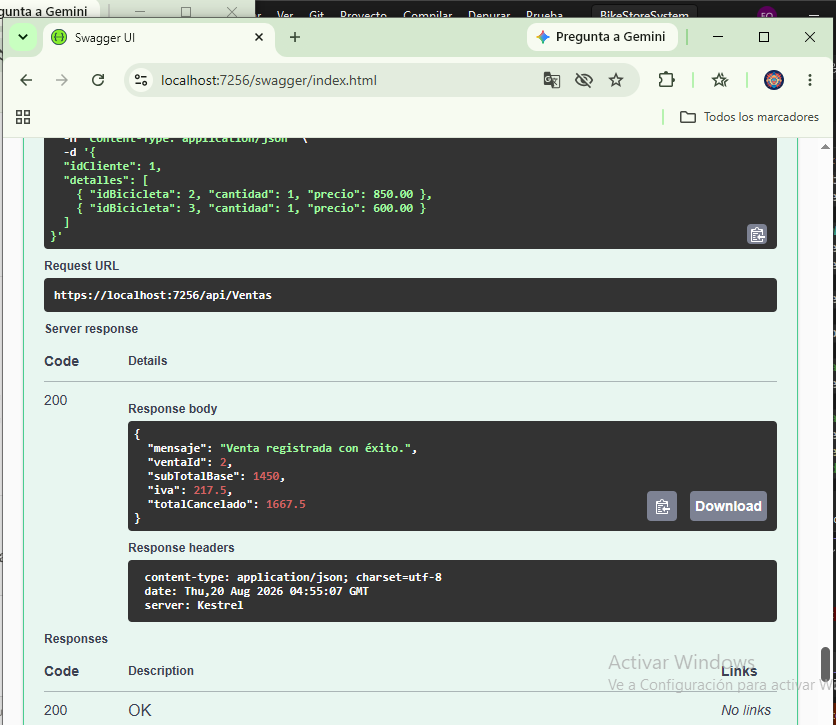 gunta a Gemini
Ver Git Proyecto Compilar Depurar Prueba BikeStoreSystem
Swagger UI
Pregunta a Gemini
localhost:7256/swagger/index.html
Todos los marcadores
-H 'Content-Type: application/json' \
-d '{
"idCliente": 1,
"detalles": [
{ "idBicicleta": 2, "cantidad": 1, "precio": 850.00 },
{ "idBicicleta": 3, "cantidad": 1, "precio": 600.00 }
]
}'
Request URL
https://localhost:7256/api/Ventas
Server response
Code Details
200
Response body
{
"mensaje": "Venta registrada con éxito.",
"ventaId": 2,
"subTotalBase": 1450,
"iva": 217.5,
"totalCancelado": 1667.5
}
Download
Response headers
content-type: application/json; charset=utf-8
date: Thu,20 Aug 2026 04:55:07 GMT
server: Kestrel
Responses
Code Description Links
200 OK No links
Activar Windows
Ve a Configuración para activar W